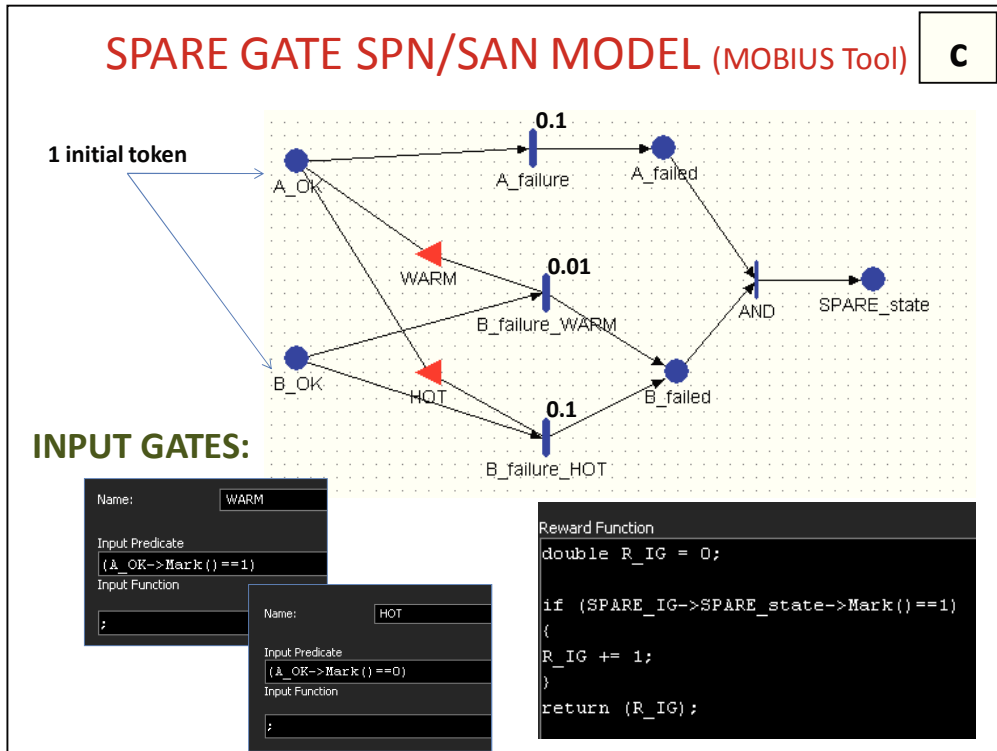 SPARE GATE SPN/SAN MODEL (MOBIUS Tool)
c
1 initial token
0.1
A_OK
A_failure
A_failed
WARM
0.01
B_failure_WARM
AND
SPARE_state
B_OK
HOT
0.1
B_failed
B_failure_HOT
INPUT GATES:
Name: WARM
Input Predicate
(A_OK->Mark()==1)
Input Function
;
Name: HOT
Input Predicate
(A_OK->Mark()==0)
Input Function
;
Reward Function
double R_IG = 0;
if (SPARE_IG->SPARE_state->Mark()==1)
{
R_IG += 1;
}
return (R_IG);